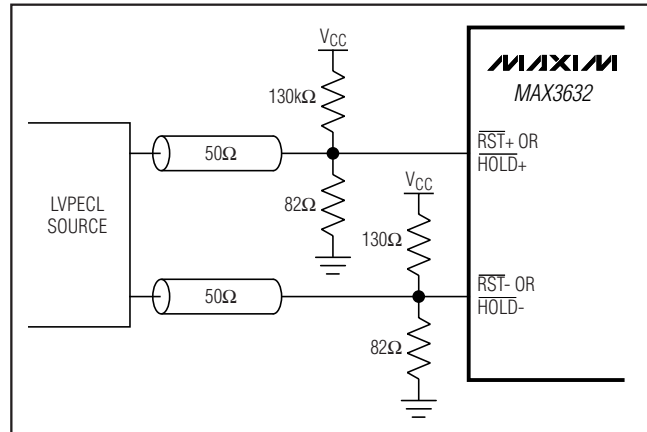 VCC
MAXIM
MAX3632
130kΩ
RST+ OR
HOLD+
50Ω
VCC
LVPECL
SOURCE
82Ω
130Ω
RST- OR
HOLD-
50Ω
82Ω